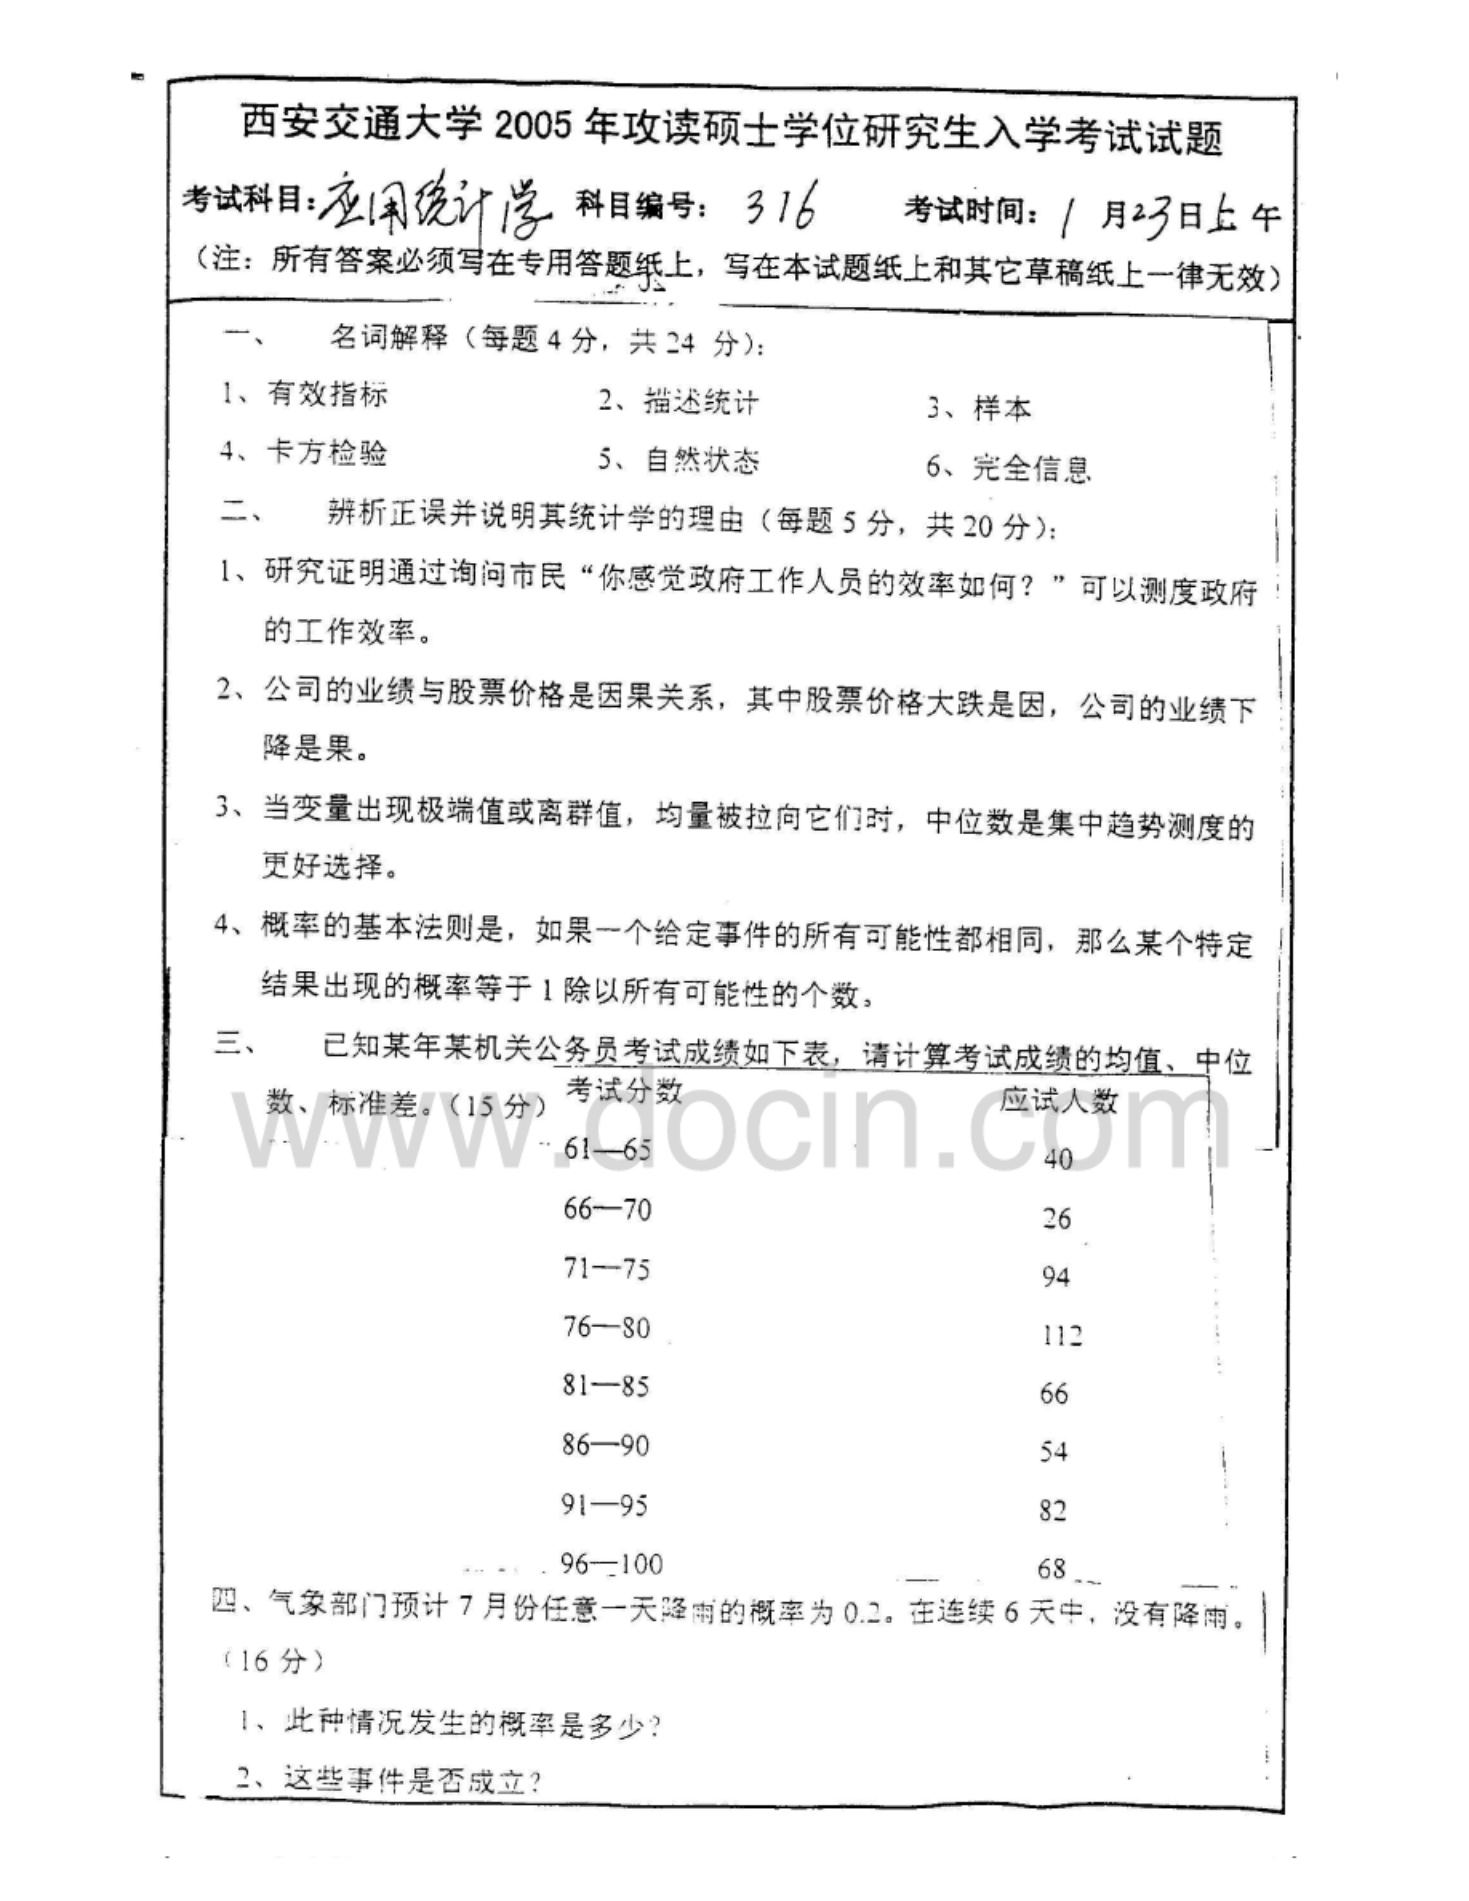 西安交通大学 2005 年攻读硕士学位研究生入学考试试题
考试科目：应用统计学 科目编号：316 考试时间：1月23日上午
（注：所有答案必须写在专用答题纸上，写在本试题纸上和其它草稿纸上一律无效）
一、 名词解释（每题 4 分，共 24 分）：
1、有效指标 2、描述统计 3、样本
4、卡方检验 5、自然状态 6、完全信息
二、 辨析正误并说明其统计学的理由（每题 5 分，共 20 分）：
1、研究证明通过询问市民“你感觉政府工作人员的效率如何？”可以测度政府
的工作效率。
2、公司的业绩与股票价格是因果关系，其中股票价格大跌是因，公司的业绩下
降是果。
3、当变量出现极端值或离群值，均量被拉向它们时，中位数是集中趋势测度的
更好选择。
4、概率的基本法则是，如果一个给定事件的所有可能性都相同，那么某个特定
结果出现的概率等于 1 除以所有可能性的个数。
三、 已知某年某机关公务员考试成绩如下表，请计算考试成绩的均值、中位
数、标准差。（15 分） 考试分数 应试人数
61—65 40
66—70 26
71—75 94
76—80 112
81—85 66
86—90 54
91—95 82
96—100 68
四、气象部门预计 7 月份任意一天降雨的概率为 0.2。在连续 6 天中，没有降雨。
（16 分）
1、此种情况发生的概率是多少？
2、这些事件是否成立？
www.docin.com